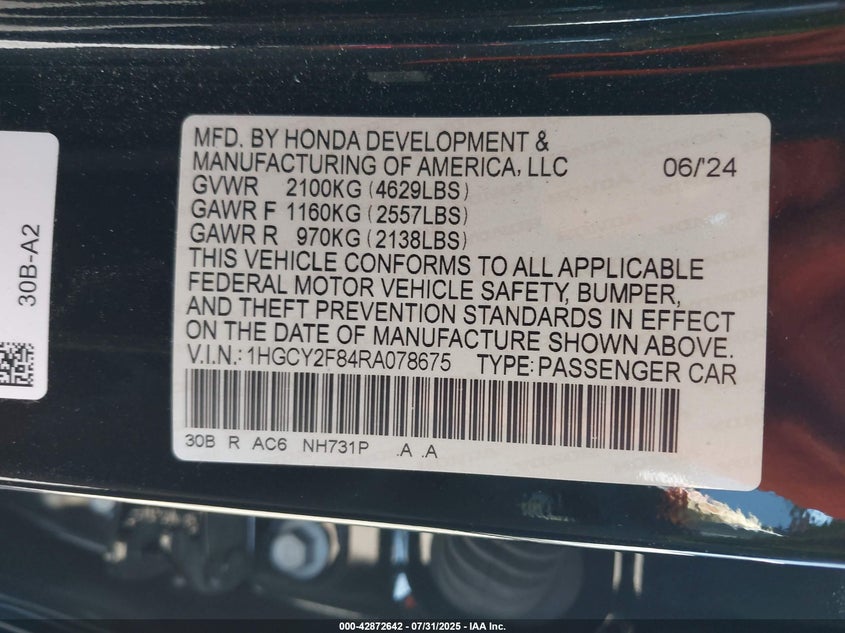 MFD. BY HONDA DEVELOPMENT &
MANUFACTURING OF AMERICA, LLC 06/'24
GVWR 2100KG (4629LBS)
GAWR F 1160KG (2557LBS)
GAWR R 970KG (2138LBS)
THIS VEHICLE CONFORMS TO ALL APPLICABLE
FEDERAL MOTOR VEHICLE SAFETY, BUMPER,
AND THEFT PREVENTION STANDARDS IN EFFECT
ON THE DATE OF MANUFACTURE SHOWN ABOVE.
V.I.N.: 1HGCY2F84RA078675 TYPE: PASSENGER CAR
30B R AC6 NH731P .A .A
30B-A2
000-42872642 - 07/31/2025 - IAA Inc.